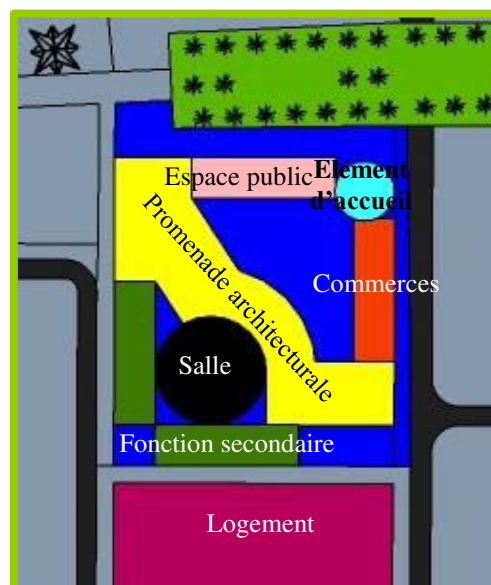 Espace public
Elément
d'accueil
Promenade architecturale
Commerces
Salle
Fonction secondaire
Logement